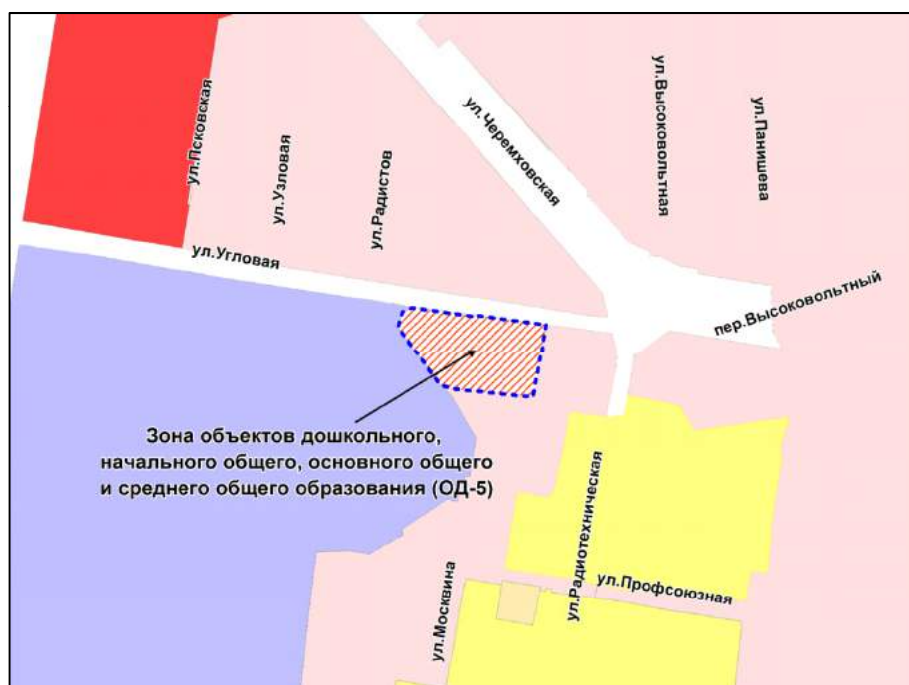 ул.Псковская
ул.Узловая
ул.Радистов
ул.Черемховская
ул.Высоковольтная
ул.Панишева
ул.Угловая
пер.Высоковольтный
Зона объектов дошкольного,
начального общего, основного общего
и среднего общего образования (ОД-5)
ул.Радиотехническая
ул.Профсоюзная
ул.Москвина